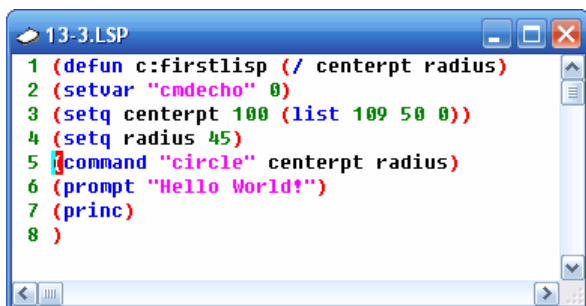 13-3.LSP
1 (defun c:firstlisp (/ centerpt radius)
2 (setvar "cmdecho" 0)
3 (setq centerpt 100 (list 109 50 0))
4 (setq radius 45)
5 (command "circle" centerpt radius)
6 (prompt "Hello World!")
7 (princ)
8 )